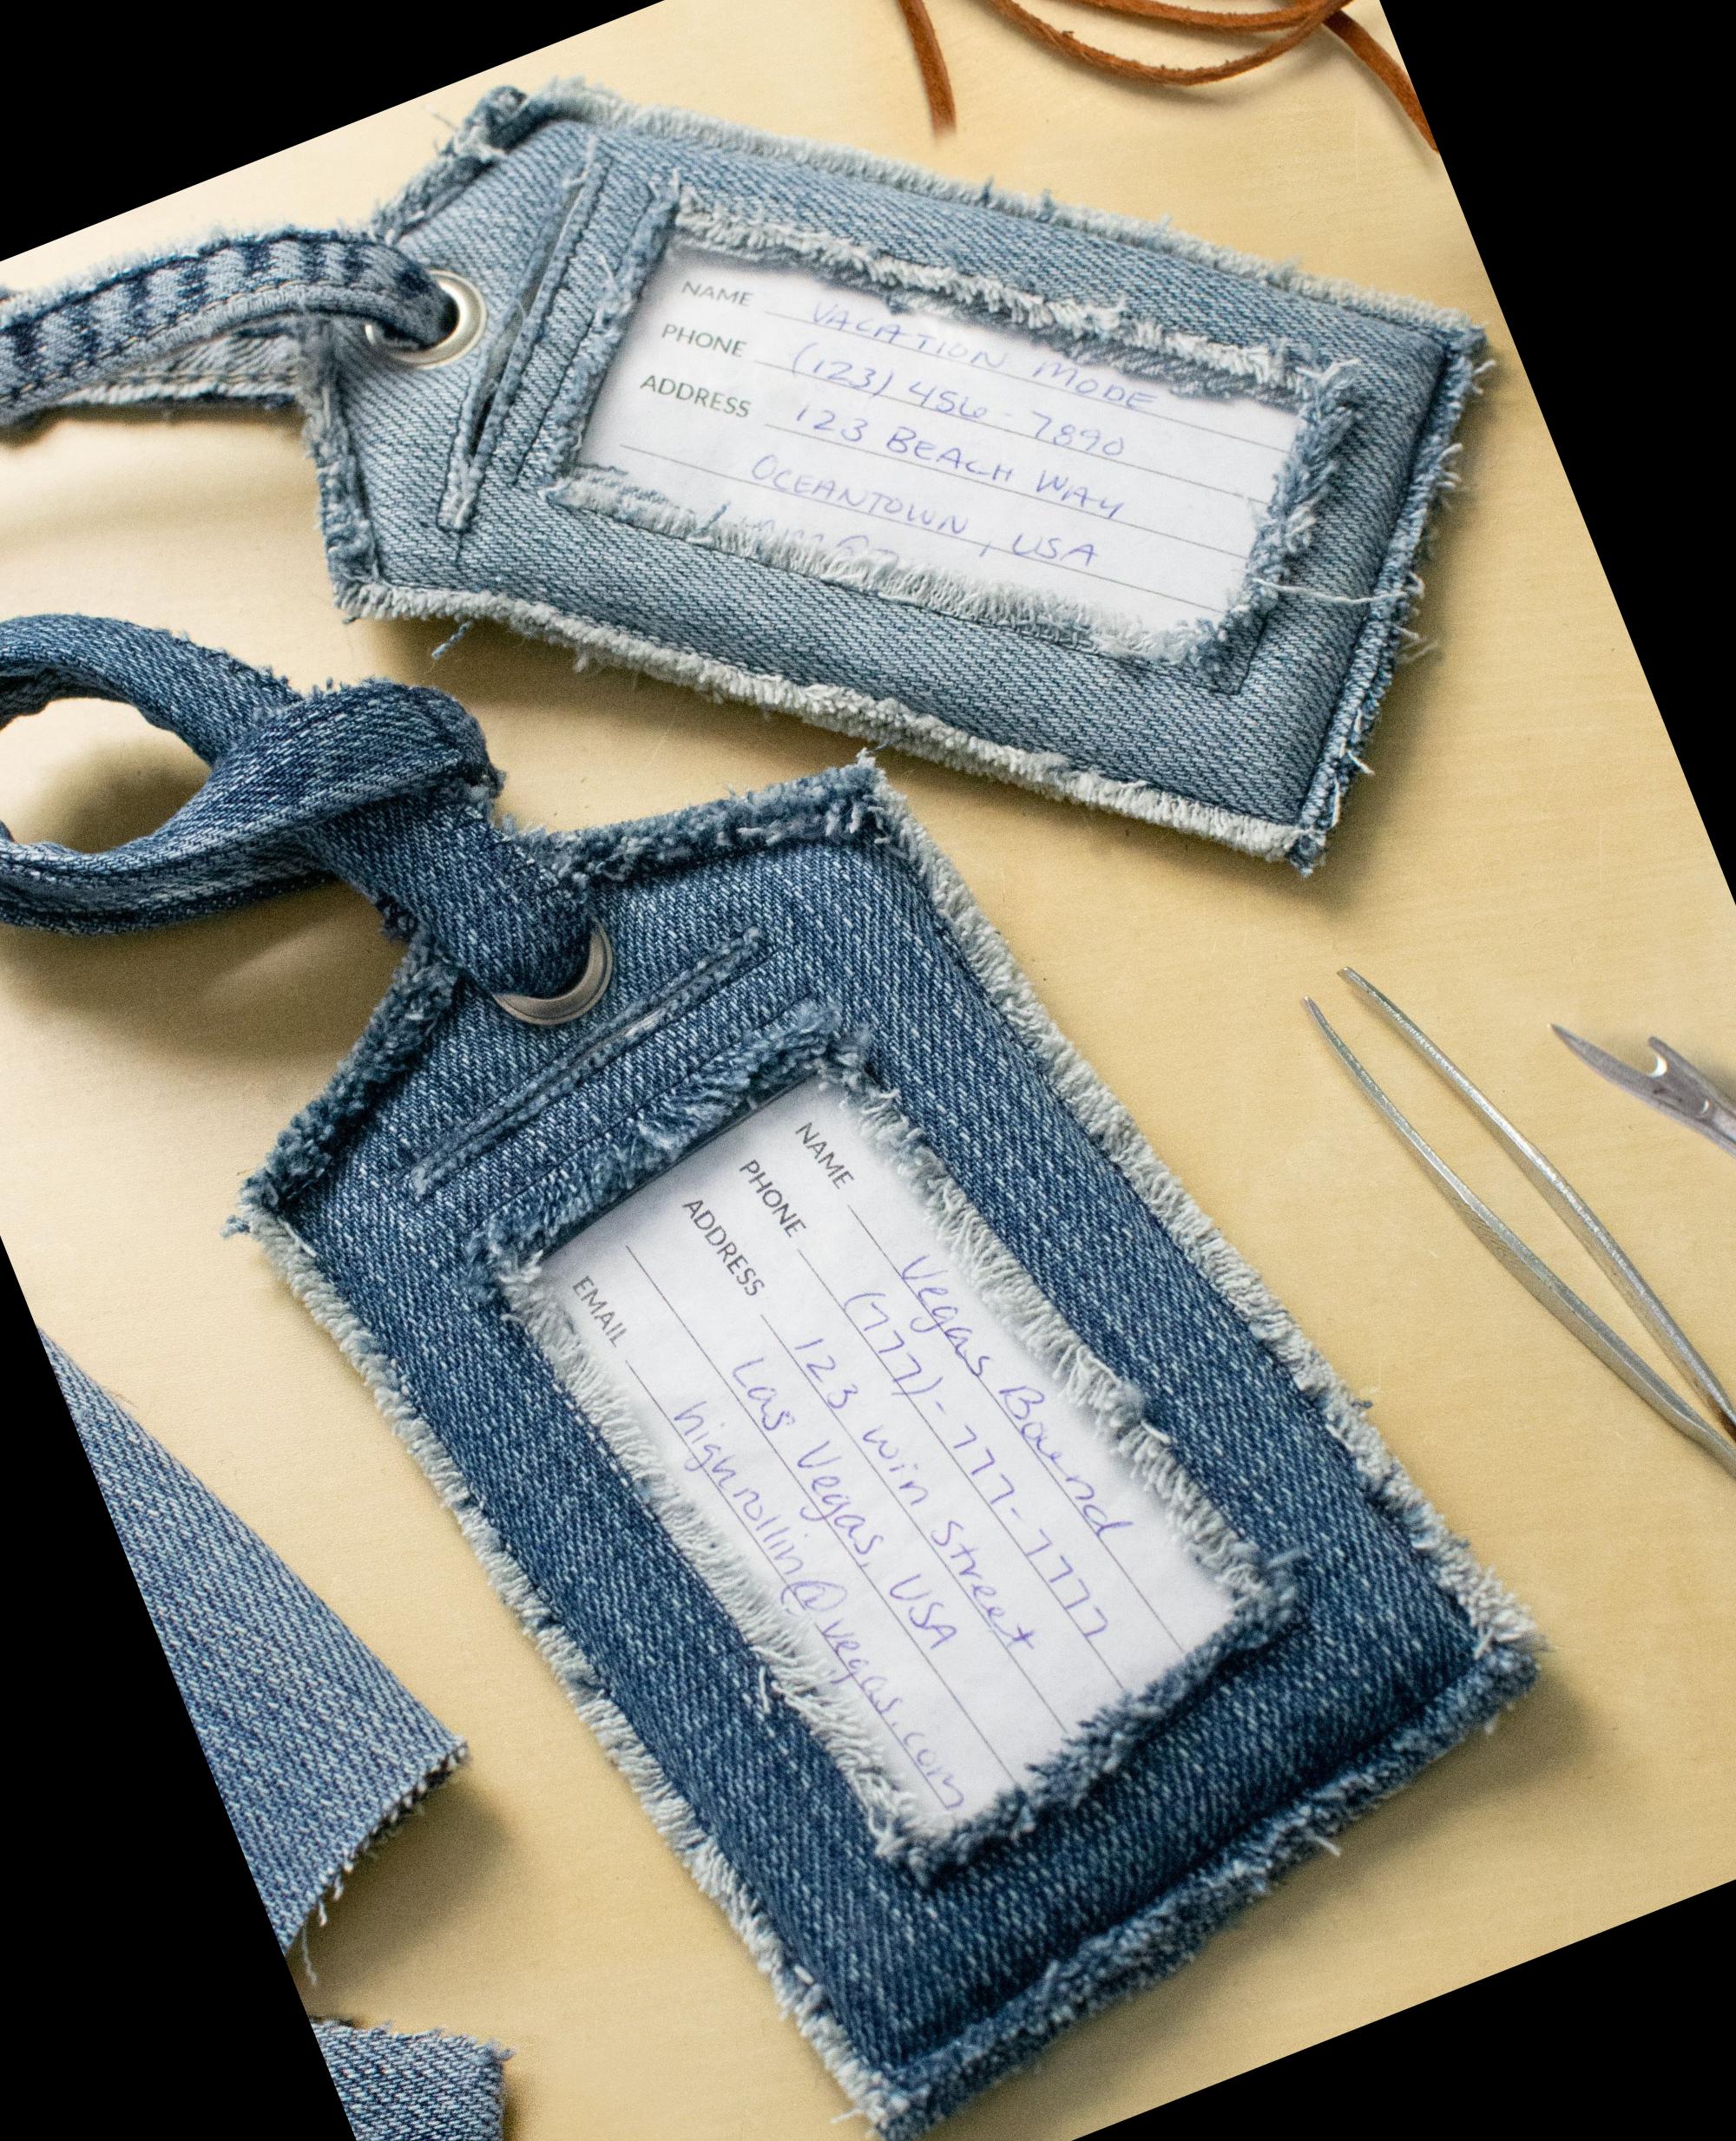 NAME VACATION MODE
PHONE (123) 456-7890
ADDRESS 123 BEACH WAY
OCEANTOWN, USA
NAME Vegas Bound
PHONE (777)-777-7777
ADDRESS 123 win street
Las Vegas, USA
EMAIL highrollin@vegas.com